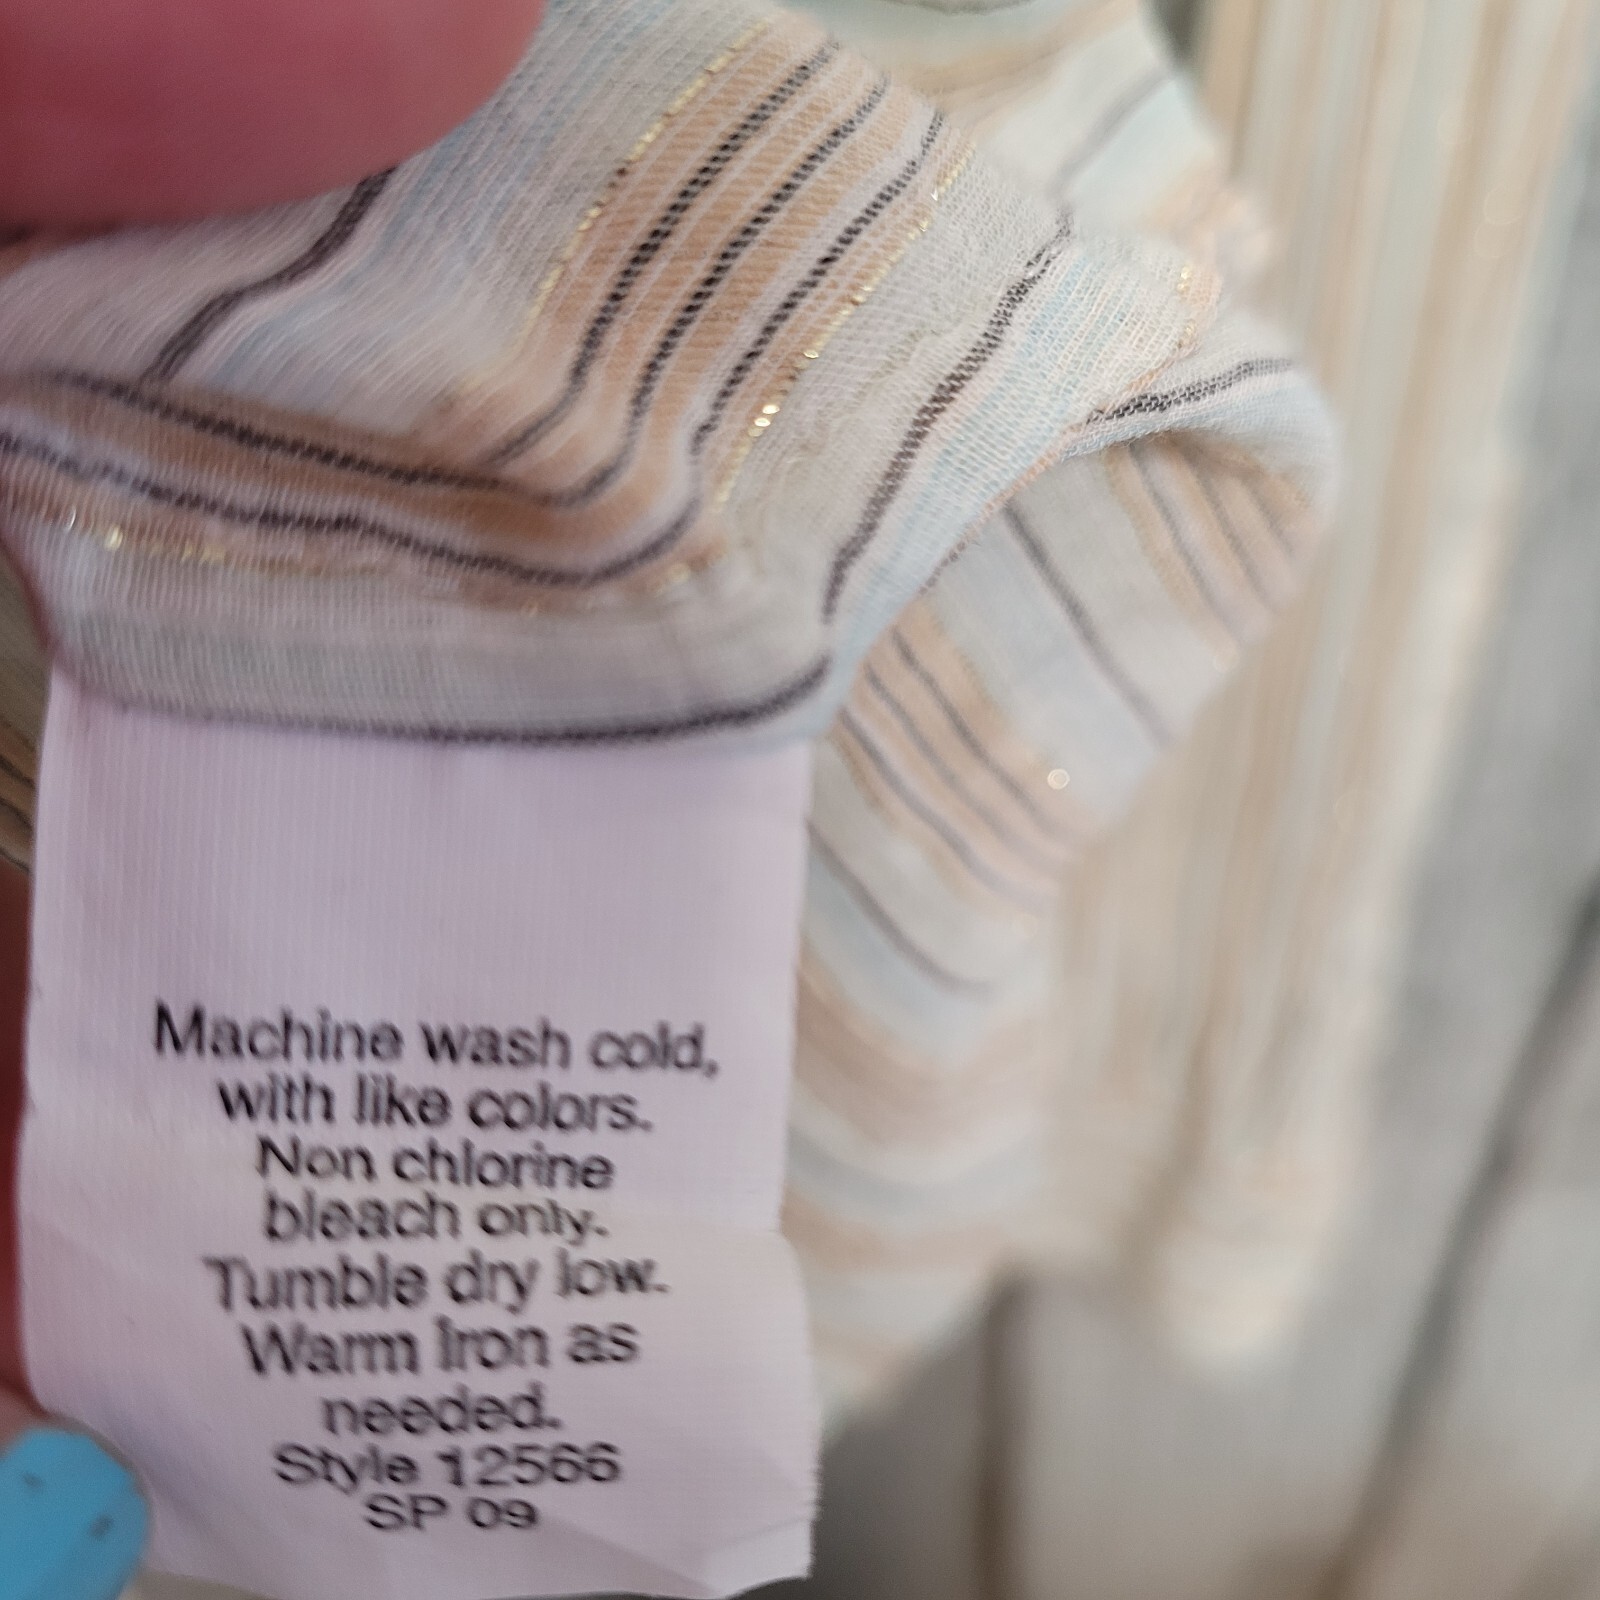 Machine wash cold,
with like colors.
Non chlorine
bleach only.
Tumble dry low.
Warm Iron as
needed.
Style 12566
SP 09